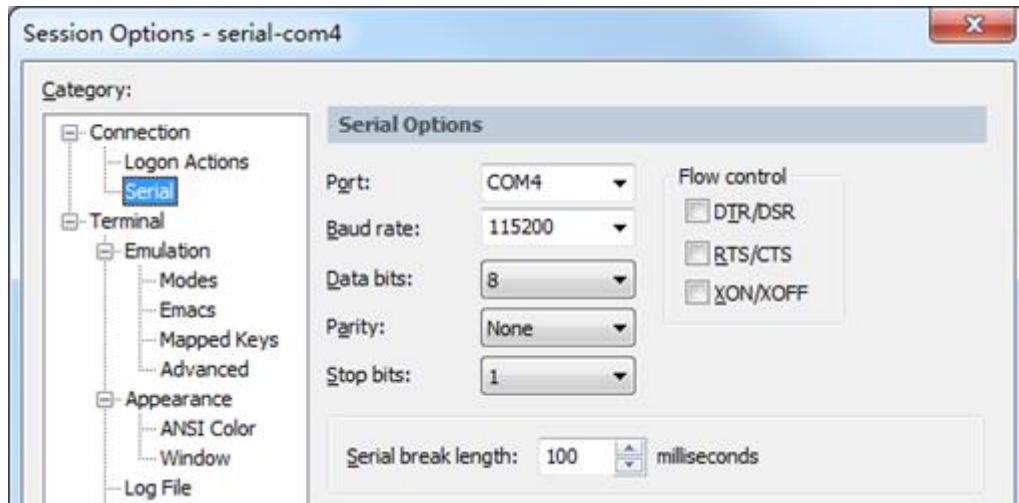 Session Options - serial-com4
Category:
Connection
Logon Actions
Serial
Terminal
Emulation
Modes
Emacs
Mapped Keys
Advanced
Appearance
ANSI Color
Window
Log File
Serial Options
Port: COM4
Baud rate: 115200
Data bits: 8
Parity: None
Stop bits: 1
Flow control
DTR/DSR
RTS/CTS
XON/XOFF
Serial break length: 100 milliseconds